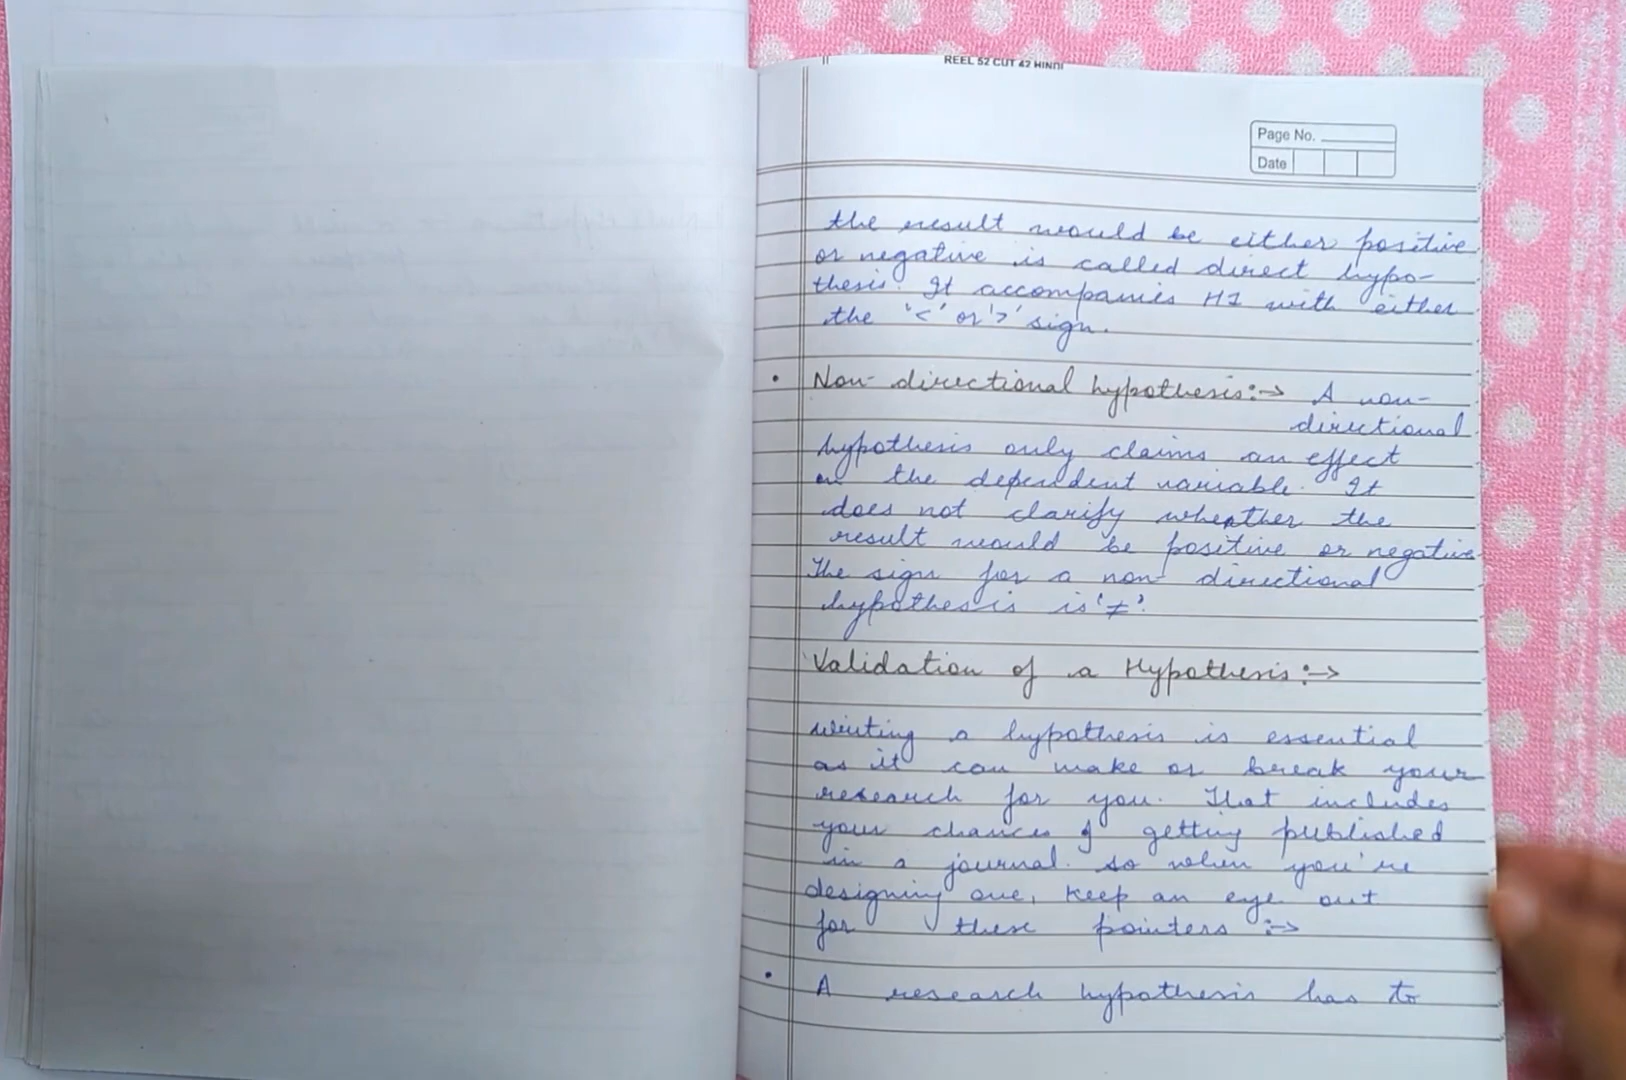 REEL 52 CUT 42 HINDI
Page No.
Date
the result would be either positive
or negative is called direct hypo-
thesis. It accompanies H1 with either
the '<' or '>' sign.
• Non-directional hypothesis:→ A non-
directional
hypothesis only claims an effect
on the dependent variable. It
does not clarify whether the
result would be positive or negative
The sign for a non-directional
hypothesis is '≠'.
Validation of a Hypothesis:→
writing a hypothesis is essential
as it can make or break your
research for you. That includes
your chances of getting published
in a journal. so when you're
designing one, keep an eye out
for these pointers :→
• A research hypothesis has to